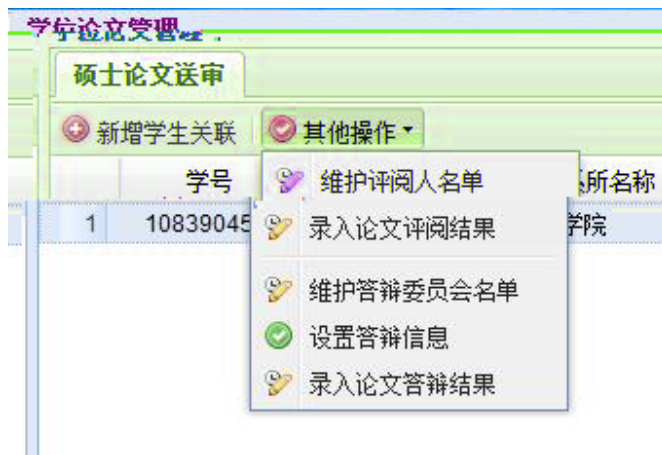 学位论文管理
硕士论文送审
新增学生关联 其他操作
学号 所名称
维护评阅人名单
1 10839045 学院
录入论文评阅结果
维护答辩委员会名单
设置答辩信息
录入论文答辩结果